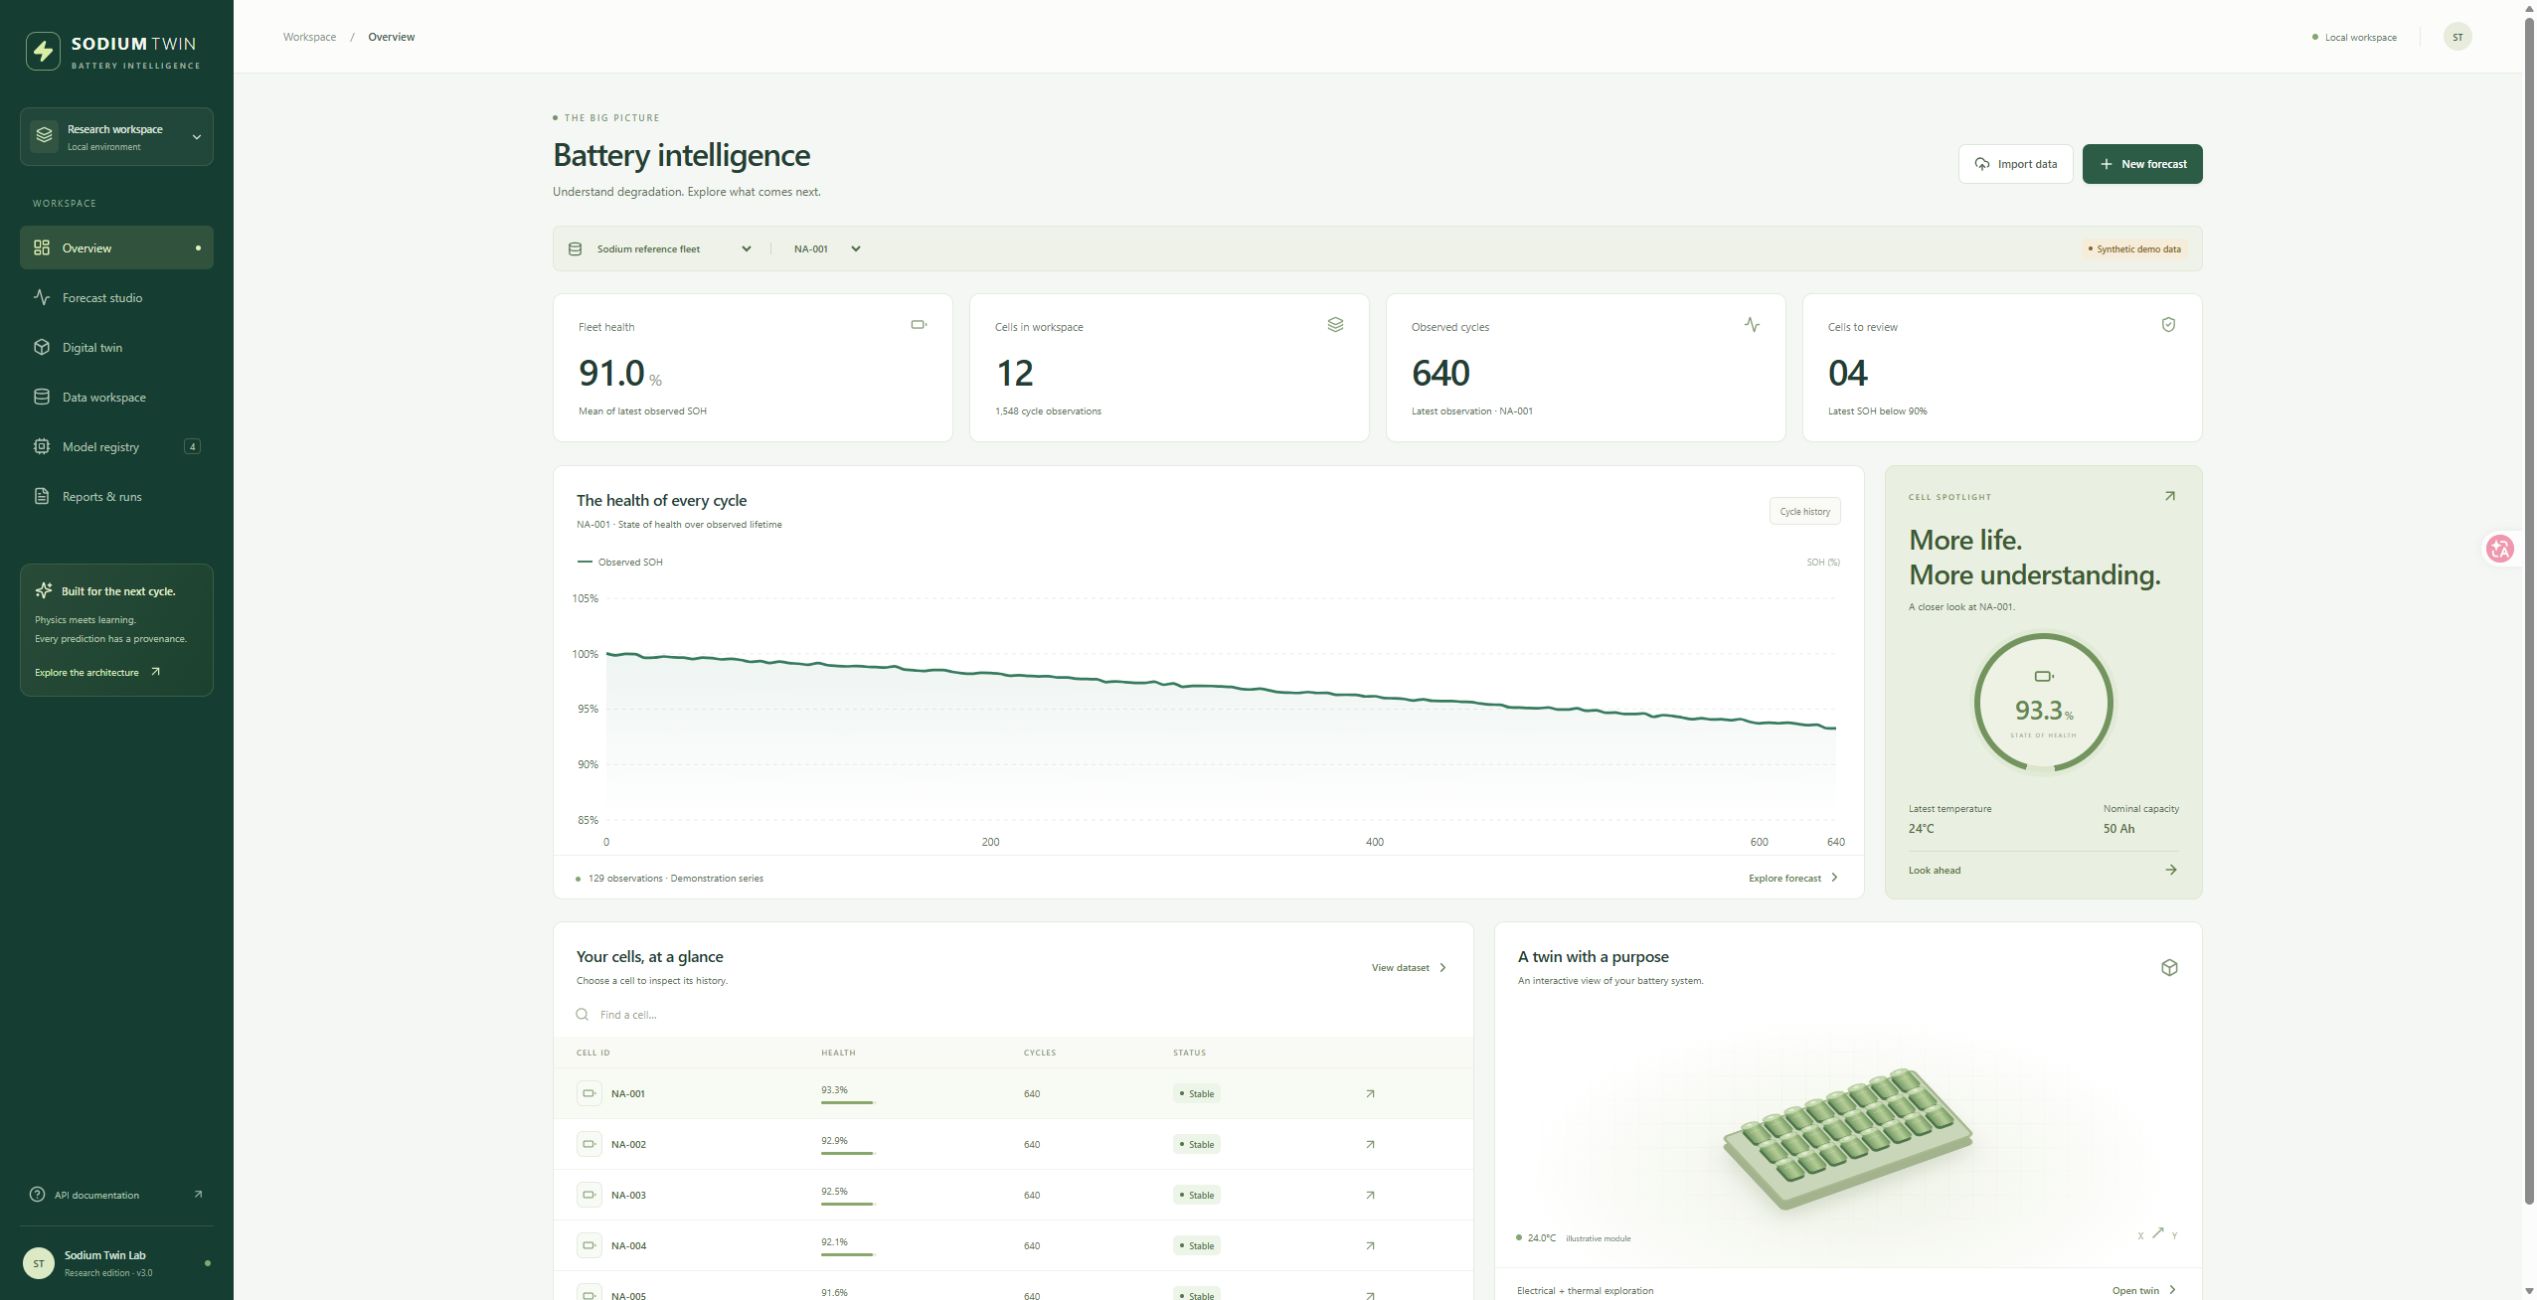 SODIUM TWIN
BATTERY INTELLIGENCE
Research workspace
Local environment
WORKSPACE
Overview
Forecast studio
Digital twin
Data workspace
Model registry 4
Reports & runs
Built for the next cycle.
Physics meets learning.
Every prediction has a provenance.
Explore the architecture
API documentation
ST
Sodium Twin Lab
Research edition · v3.0
Workspace / Overview
Local workspace
ST
THE BIG PICTURE
Battery intelligence
Understand degradation. Explore what comes next.
Import data
New forecast
Sodium reference fleet
NA-001
Synthetic demo data
Fleet health
91.0 %
Mean of latest observed SOH
Cells in workspace
12
1,548 cycle observations
Observed cycles
640
Latest observation · NA-001
Cells to review
04
Latest SOH below 90%
The health of every cycle
NA-001 · State of health over observed lifetime
Cycle history
Observed SOH
SOH (%)
105%
100%
95%
90%
85%
0 200 400 600 640
129 observations · Demonstration series
Explore forecast
CELL SPOTLIGHT
More life.
More understanding.
A closer look at NA-001.
93.3 %
STATE OF HEALTH
Latest temperature
24°C
Nominal capacity
50 Ah
Look ahead
Your cells, at a glance
Choose a cell to inspect its history.
View dataset
Find a cell...
CELL ID HEALTH CYCLES STATUS
NA-001 93.3% 640 Stable
NA-002 92.9% 640 Stable
NA-003 92.5% 640 Stable
NA-004 92.1% 640 Stable
NA-005 91.6% 640 Stable
A twin with a purpose
An interactive view of your battery system.
24.0°C illustrative module
X Y
Electrical + thermal exploration
Open twin